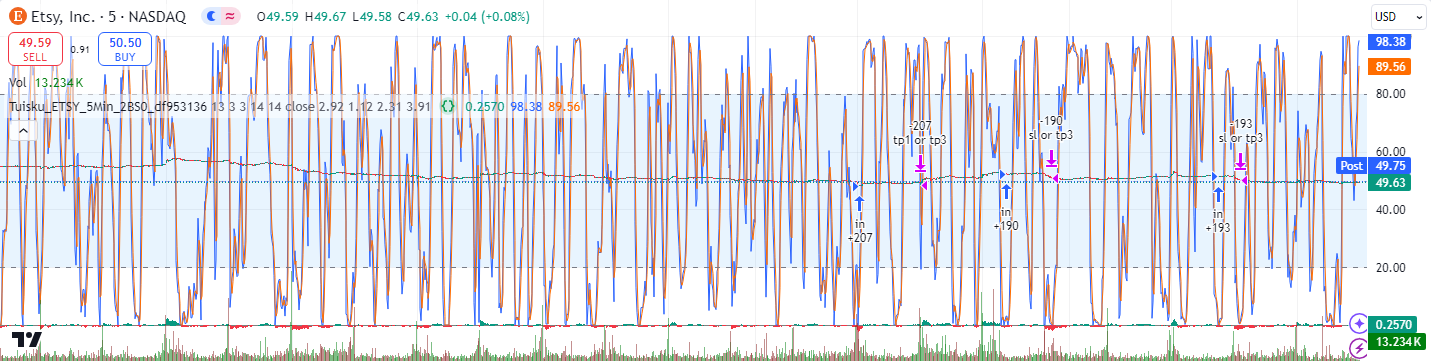 Etsy, Inc. · 5 · NASDAQ O49.59 H49.67 L49.58 C49.63 +0.04 (+0.08%)
USD
49.59 SELL
0.91
50.50 BUY
98.38
89.56
Vol 13.234 K
80.00
Tuisku_ETSY_5Min_2BS0_df953136 13 3 3 14 14 close 2.92 1.12 2.31 3.91 {} 0.2570 98.38 89.56
-207
tp1 or tp3
-190
sl or tp3
-193
sl or tp3
60.00
Post 49.75
49.63
40.00
in
+207
in
+190
in
+193
20.00
0.2570
13.234 K